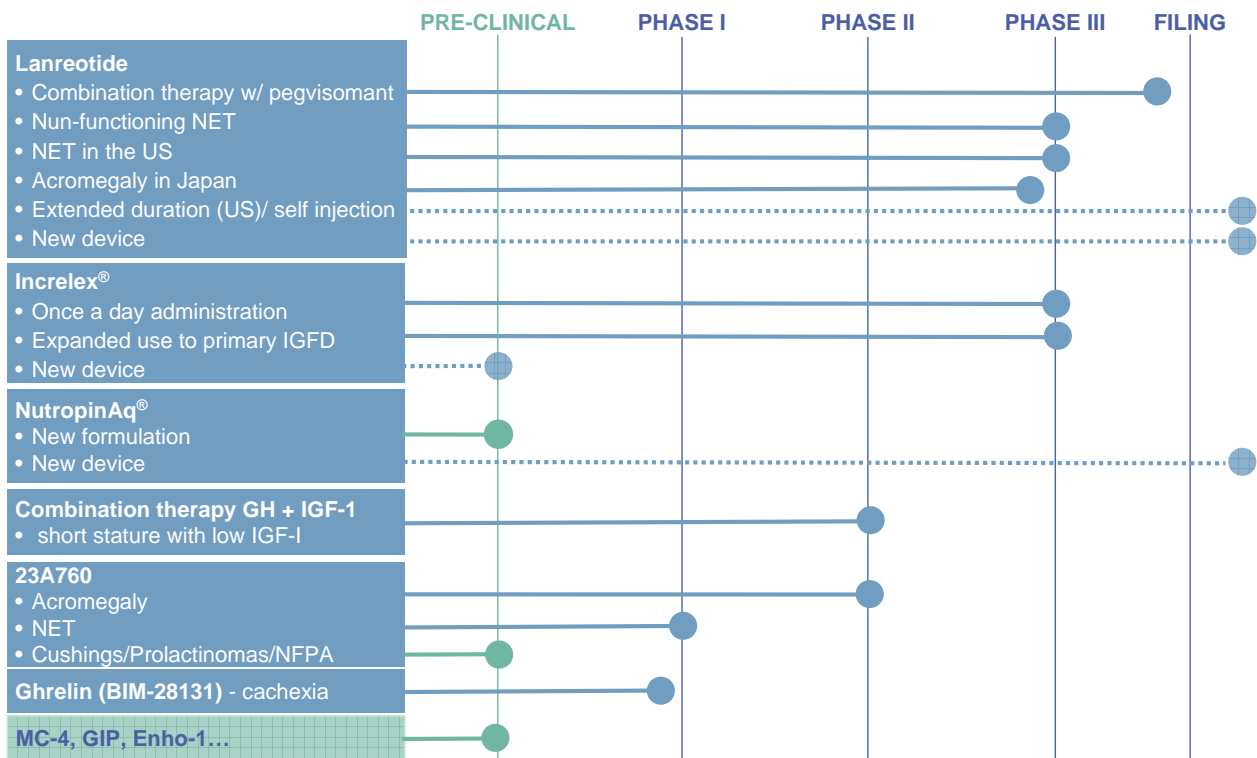 PRE-CLINICAL PHASE I PHASE II PHASE III FILING
Lanreotide
• Combination therapy w/ pegvisomant
• Nun-functioning NET
• NET in the US
• Acromegaly in Japan
• Extended duration (US)/ self injection
• New device
Increlex®
• Once a day administration
• Expanded use to primary IGFD
• New device
NutropinAq®
• New formulation
• New device
Combination therapy GH + IGF-1
• short stature with low IGF-I
23A760
• Acromegaly
• NET
• Cushings/Prolactinomas/NFPA
Ghrelin (BIM-28131) - cachexia
MC-4, GIP, Enho-1…